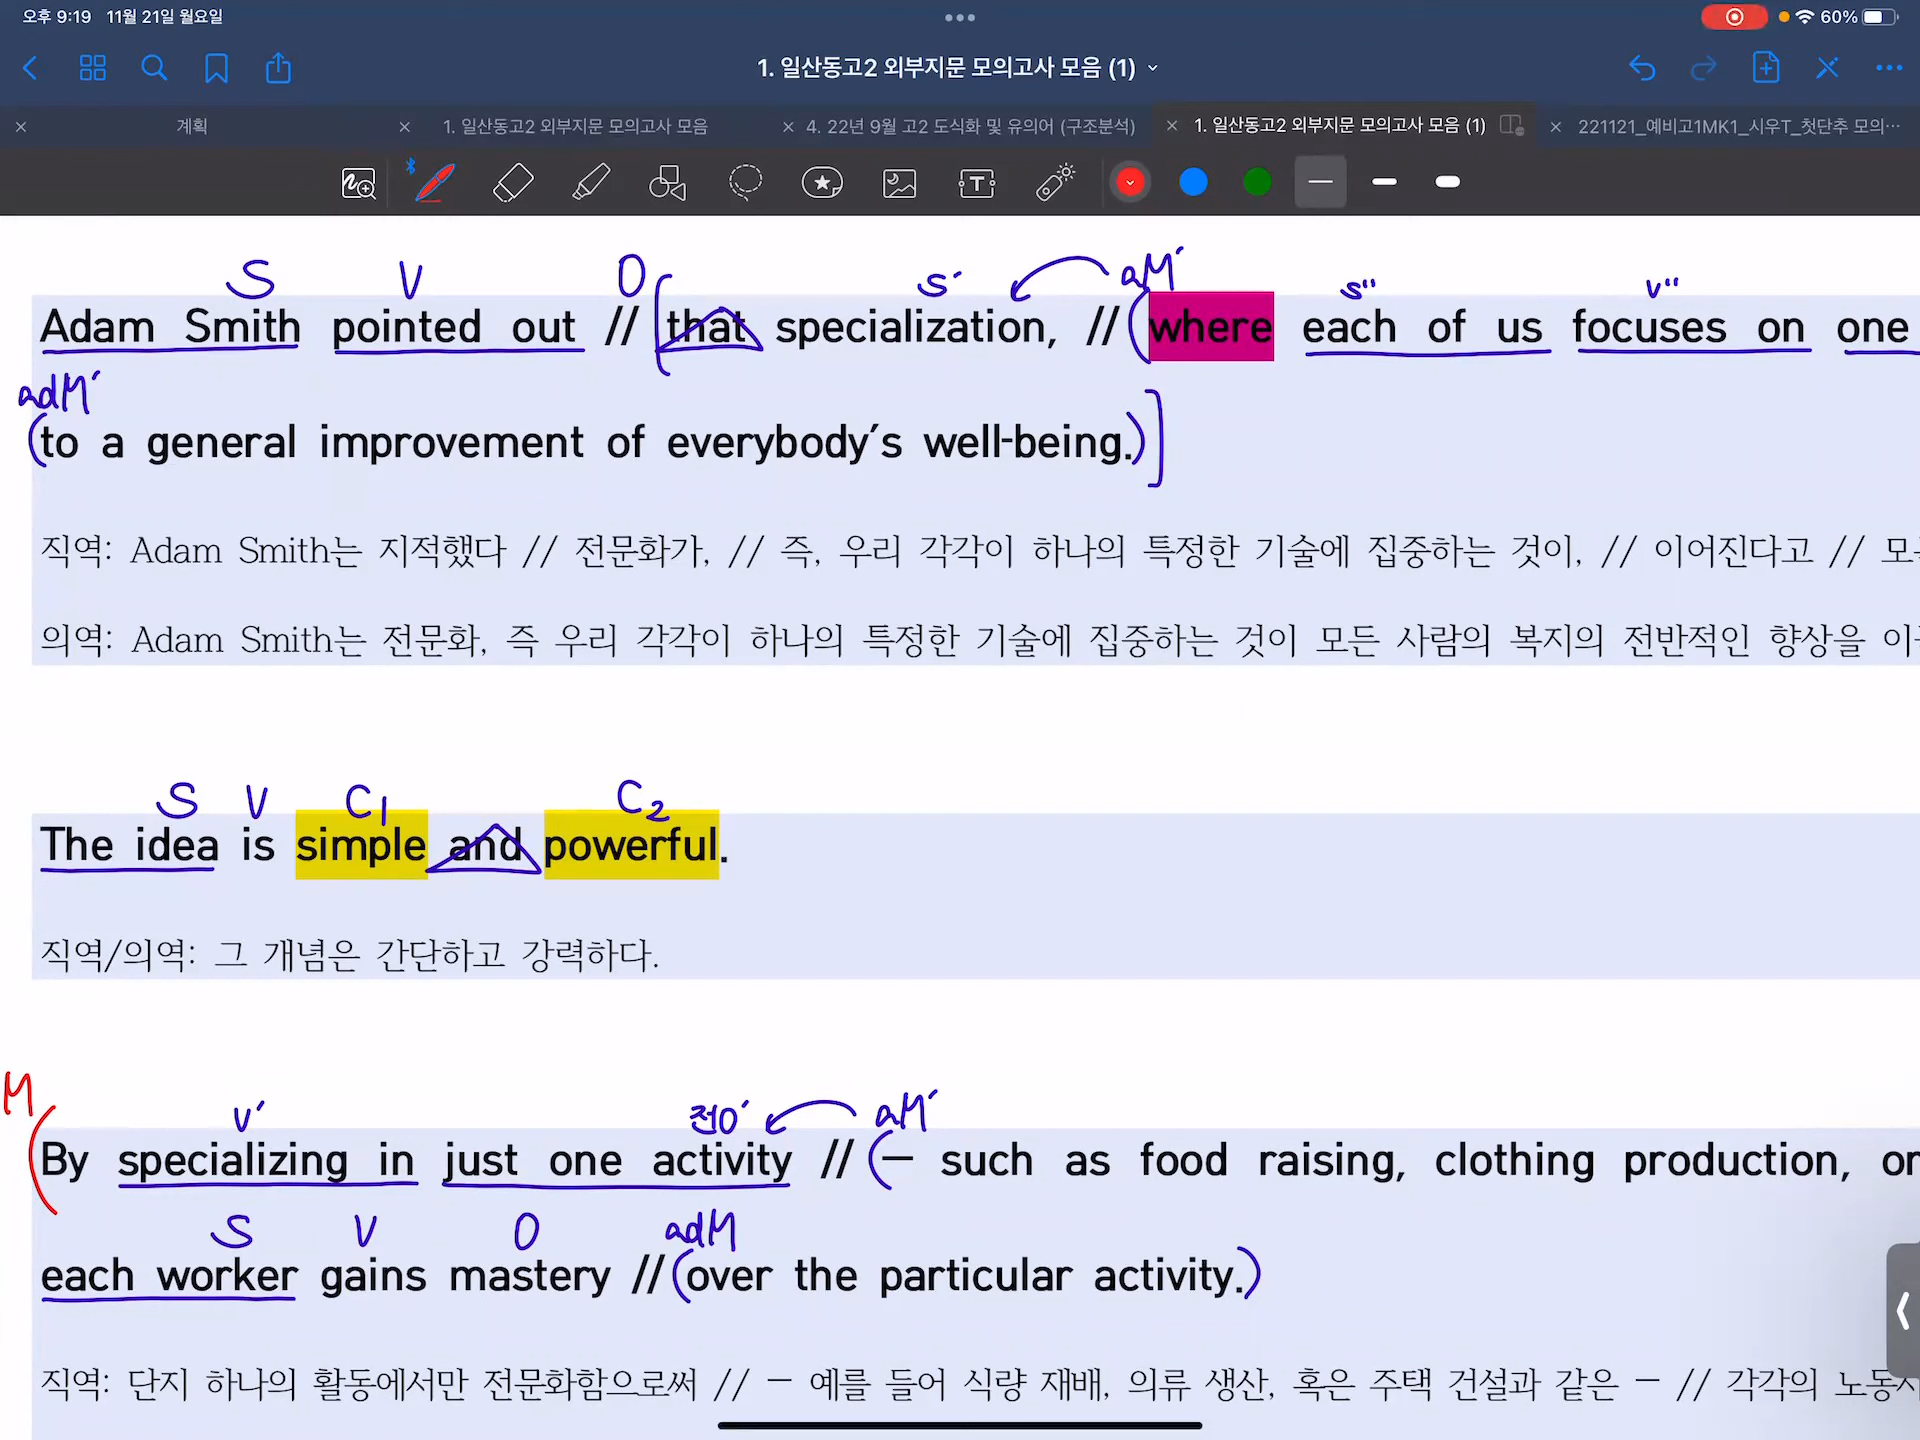 오후 9:19 11월 21일 월요일
60%
1. 일산동고2 외부지문 모의고사 모음 (1)
계획
1. 일산동고2 외부지문 모의고사 모음
4. 22년 9월 고2 도식화 및 유의어 (구조분석)
1. 일산동고2 외부지문 모의고사 모음 (1)
221121_예비고1MK1_시우T_첫단추 모의…
S V O S′ aM′ s″ v″
Adam Smith pointed out // [that specialization, // (where each of us focuses on one
adM′
(to a general improvement of everybody's well-being.)]
직역: Adam Smith는 지적했다 // 전문화가, // 즉, 우리 각각이 하나의 특정한 기술에 집중하는 것이, // 이어진다고 // 모
의역: Adam Smith는 전문화, 즉 우리 각각이 하나의 특정한 기술에 집중하는 것이 모든 사람의 복지의 전반적인 향상을 이
S V C1 C2
The idea is simple and powerful.
직역/의역: 그 개념은 간단하고 강력하다.
M v′ 전O′ aM′
(By specializing in just one activity // (– such as food raising, clothing production, or
S V O adM
each worker gains mastery // (over the particular activity.)
직역: 단지 하나의 활동에서만 전문화함으로써 // – 예를 들어 식량 재배, 의류 생산, 혹은 주택 건설과 같은 – // 각각의 노동